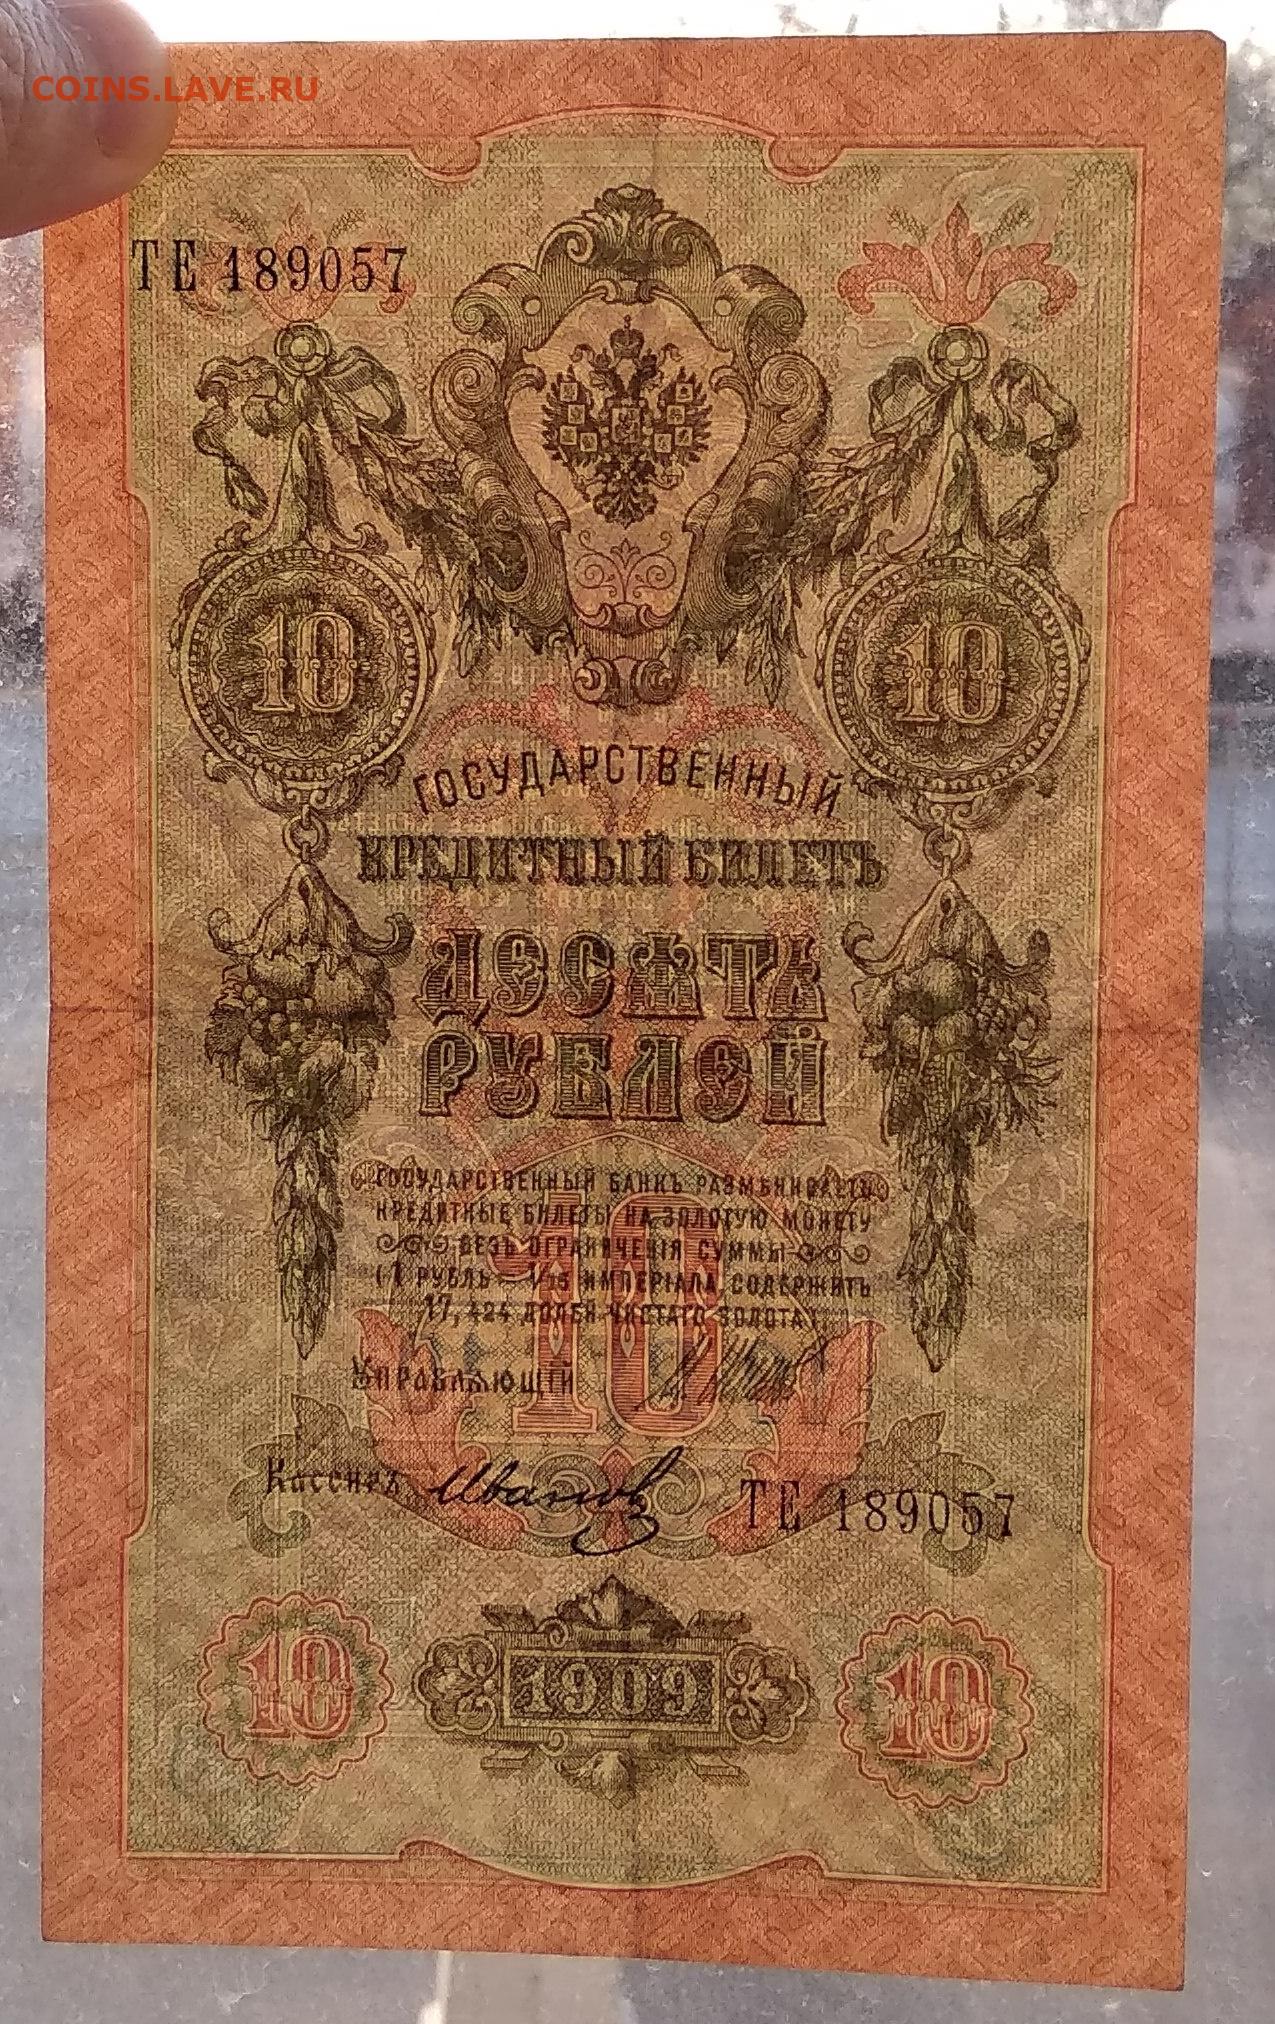 COINS.LAVE.RU
ТЕ 189057
10 10
ГОСУДАРСТВЕННЫЙ
КРЕДИТНЫЙ БИЛЕТЪ
ДЕСЯТЬ
РУБЛЕЙ
ГОСУДАРСТВЕННЫЙ БАНКЪ РАЗМѢНИВАЕТЪ
КРЕДИТНЫЕ БИЛЕТЫ НА ЗОЛОТУЮ МОНЕТУ
БЕЗЪ ОГРАНИЧЕНІЯ СУММЫ
(1 РУБЛЬ = 1/15 ИМПЕРІАЛА, СОДЕРЖИТЪ
17,424 ДОЛЕЙ ЧИСТАГО ЗОЛОТА).
10
УПРАВЛЯЮЩІЙ
Кассиръ Иванов
ТЕ 189057
10 1909 10